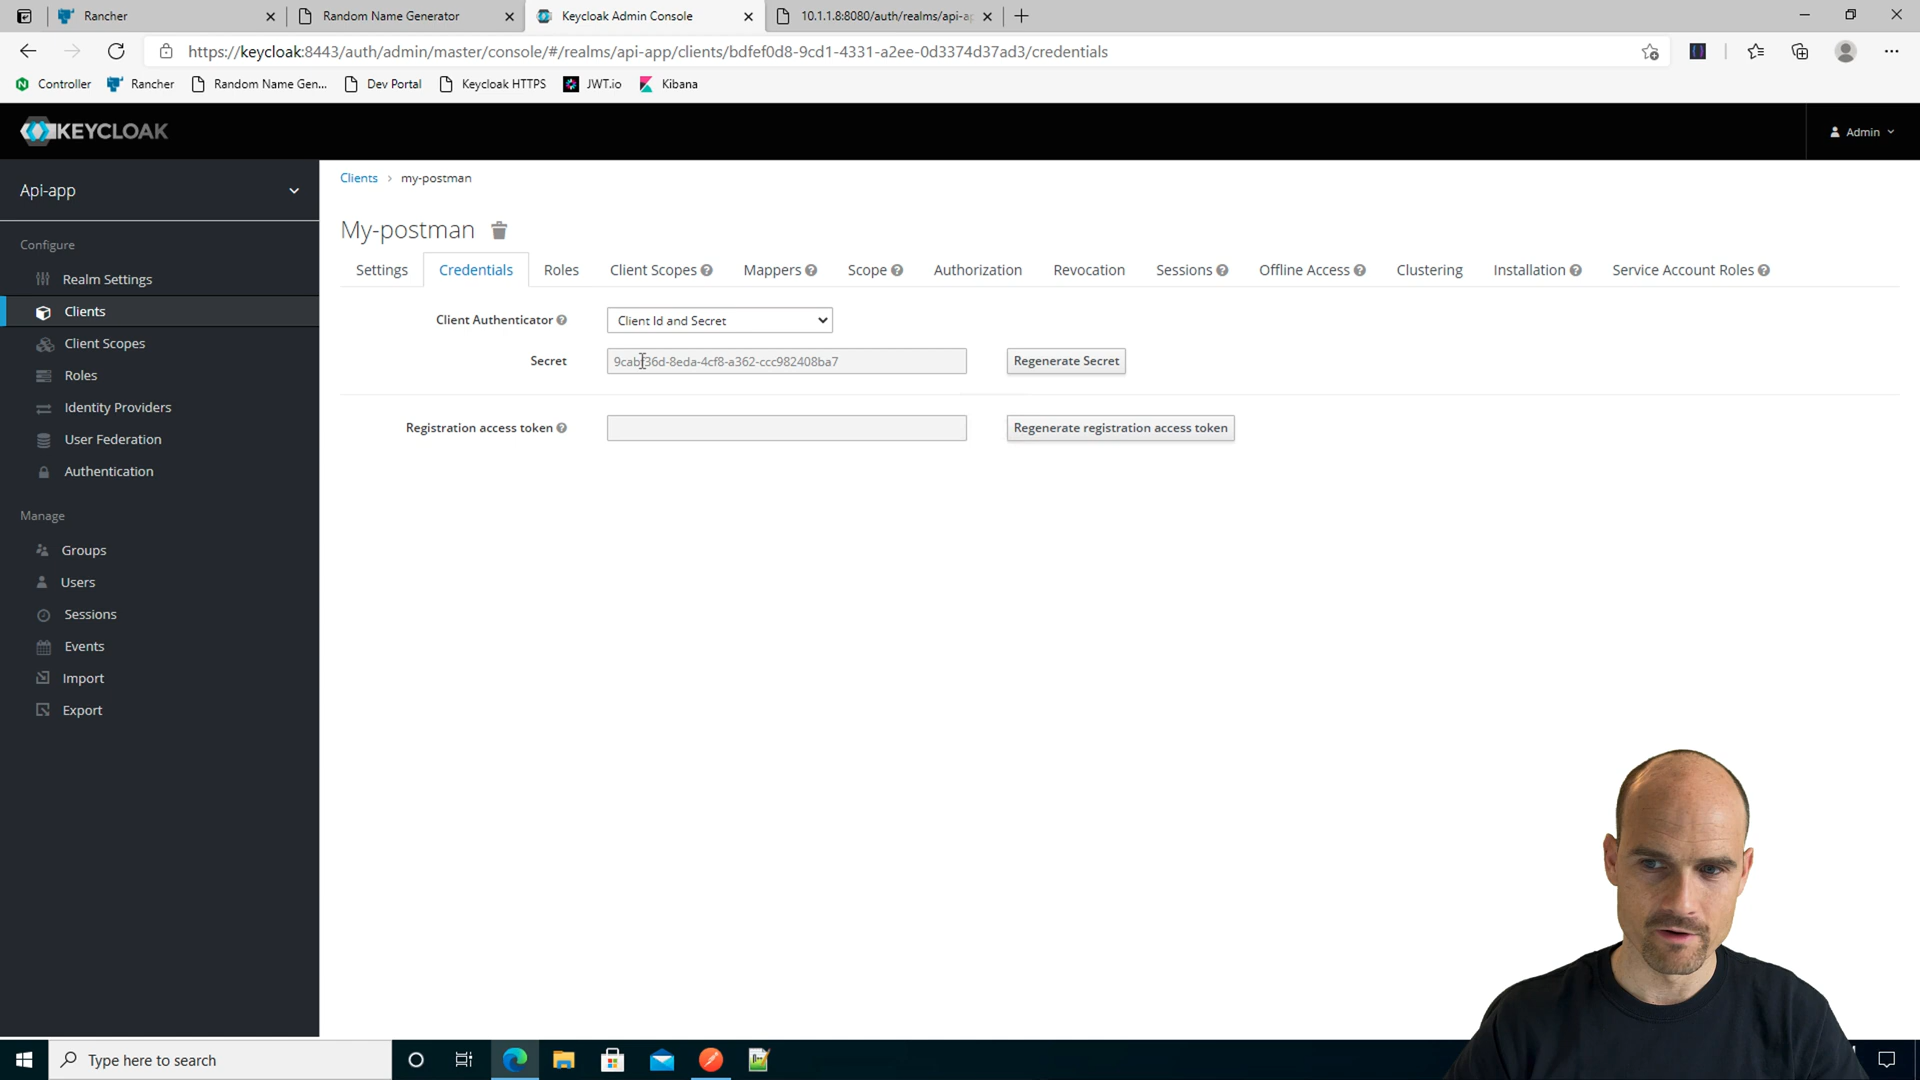 Rancher
Random Name Generator
Keycloak Admin Console
10.1.1.8:8080/auth/realms/api-ap
https://keycloak:8443/auth/admin/master/console/#/realms/api-app/clients/bdfef0d8-9cd1-4331-a2ee-0d3374d37ad3/credentials
Controller
Rancher
Random Name Gen...
Dev Portal
Keycloak HTTPS
JWT.io
Kibana
KEYCLOAK
Admin
Api-app
Configure
Realm Settings
Clients
Client Scopes
Roles
Identity Providers
User Federation
Authentication
Manage
Groups
Users
Sessions
Events
Import
Export
Clients > my-postman
My-postman
Settings
Credentials
Roles
Client Scopes
Mappers
Scope
Authorization
Revocation
Sessions
Offline Access
Clustering
Installation
Service Account Roles
Client Authenticator
Client Id and Secret
Secret
Regenerate Secret
Registration access token
Regenerate registration access token
Type here to search